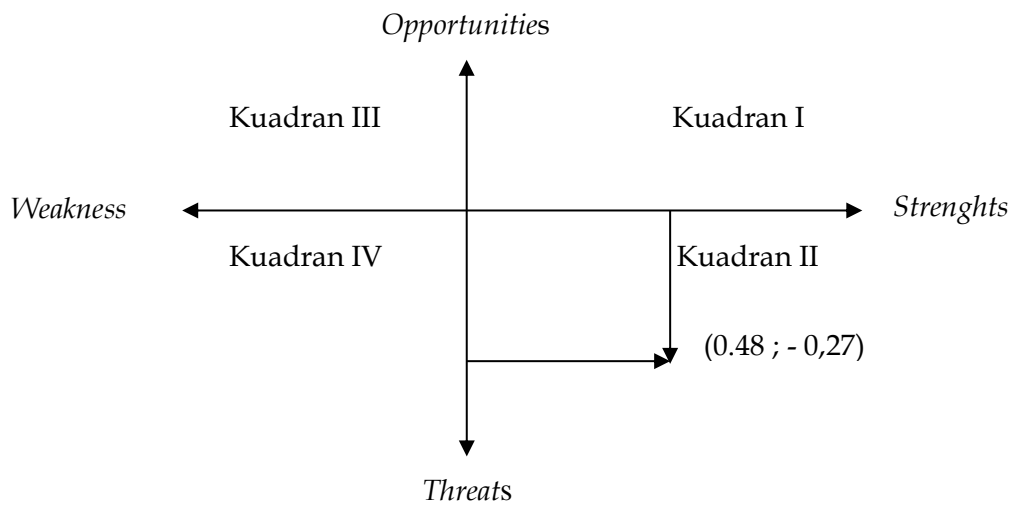 Opportunities
Kuadran III
Kuadran I
Weakness
Strenghts
Kuadran IV
Kuadran II
(0.48 ; - 0,27)
Threats